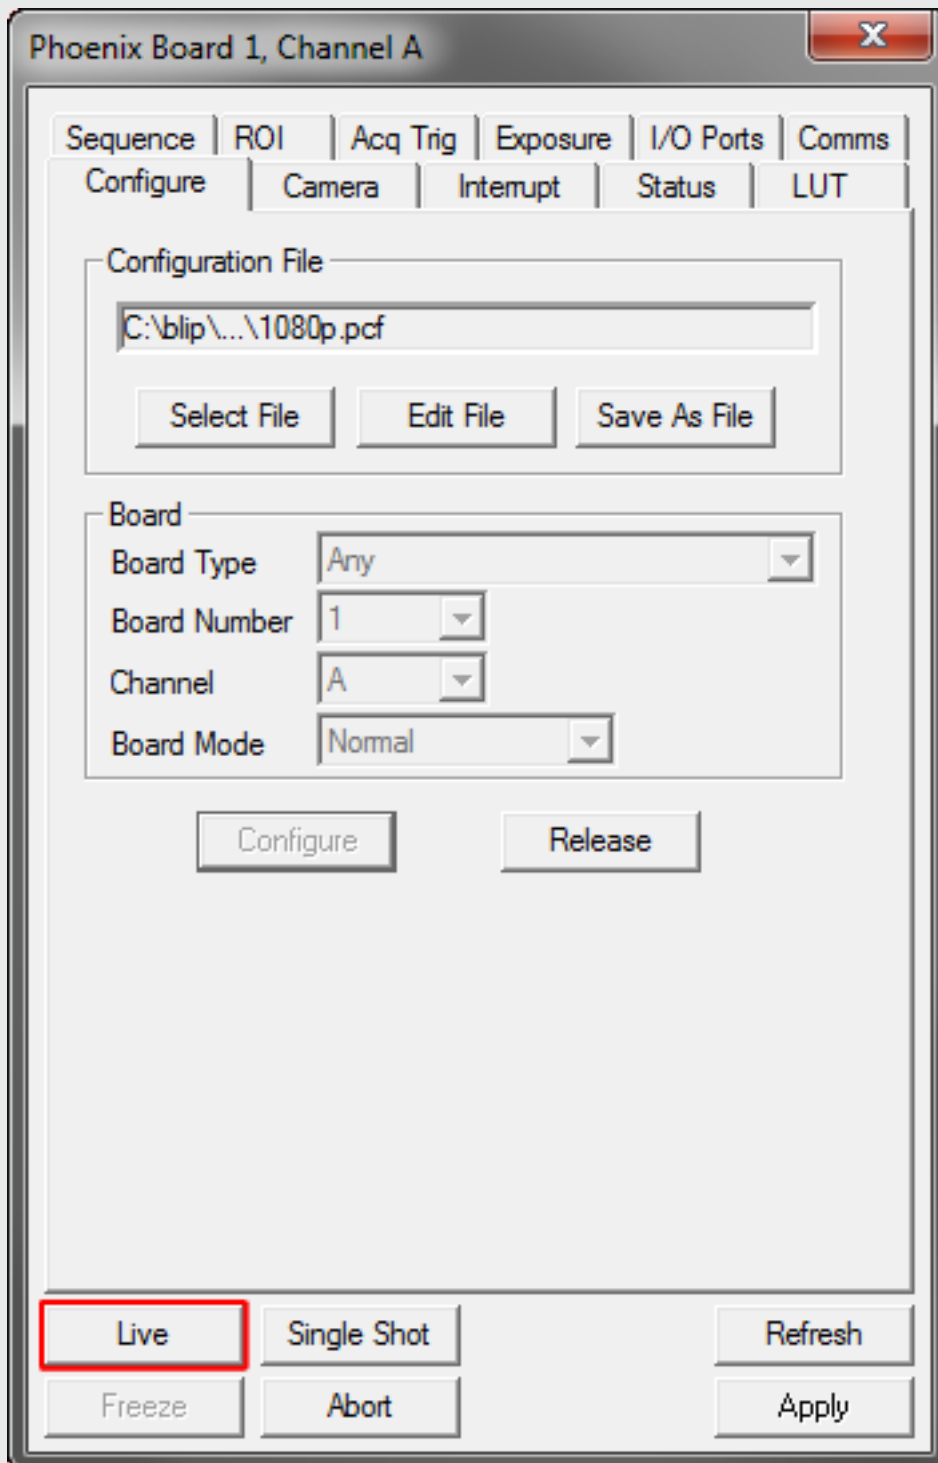 Phoenix Board 1, Channel A
Sequence ROI Acq Trig Exposure I/O Ports Comms
Configure Camera Interrupt Status LUT
Configuration File
C:\blip\...\1080p.pcf
Select File Edit File Save As File
Board
Board Type Any
Board Number 1
Channel A
Board Mode Normal
Configure Release
Live Single Shot Refresh
Freeze Abort Apply